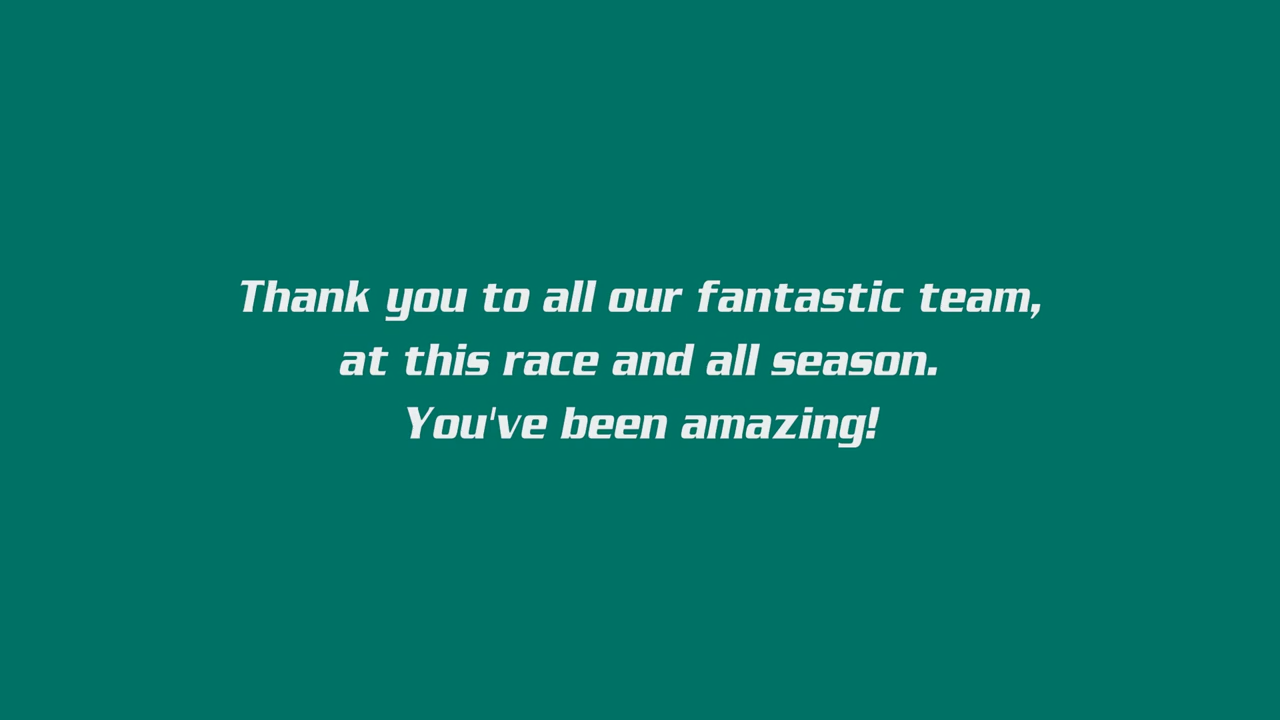 Thank you to all our fantastic team,
at this race and all season.
You've been amazing!